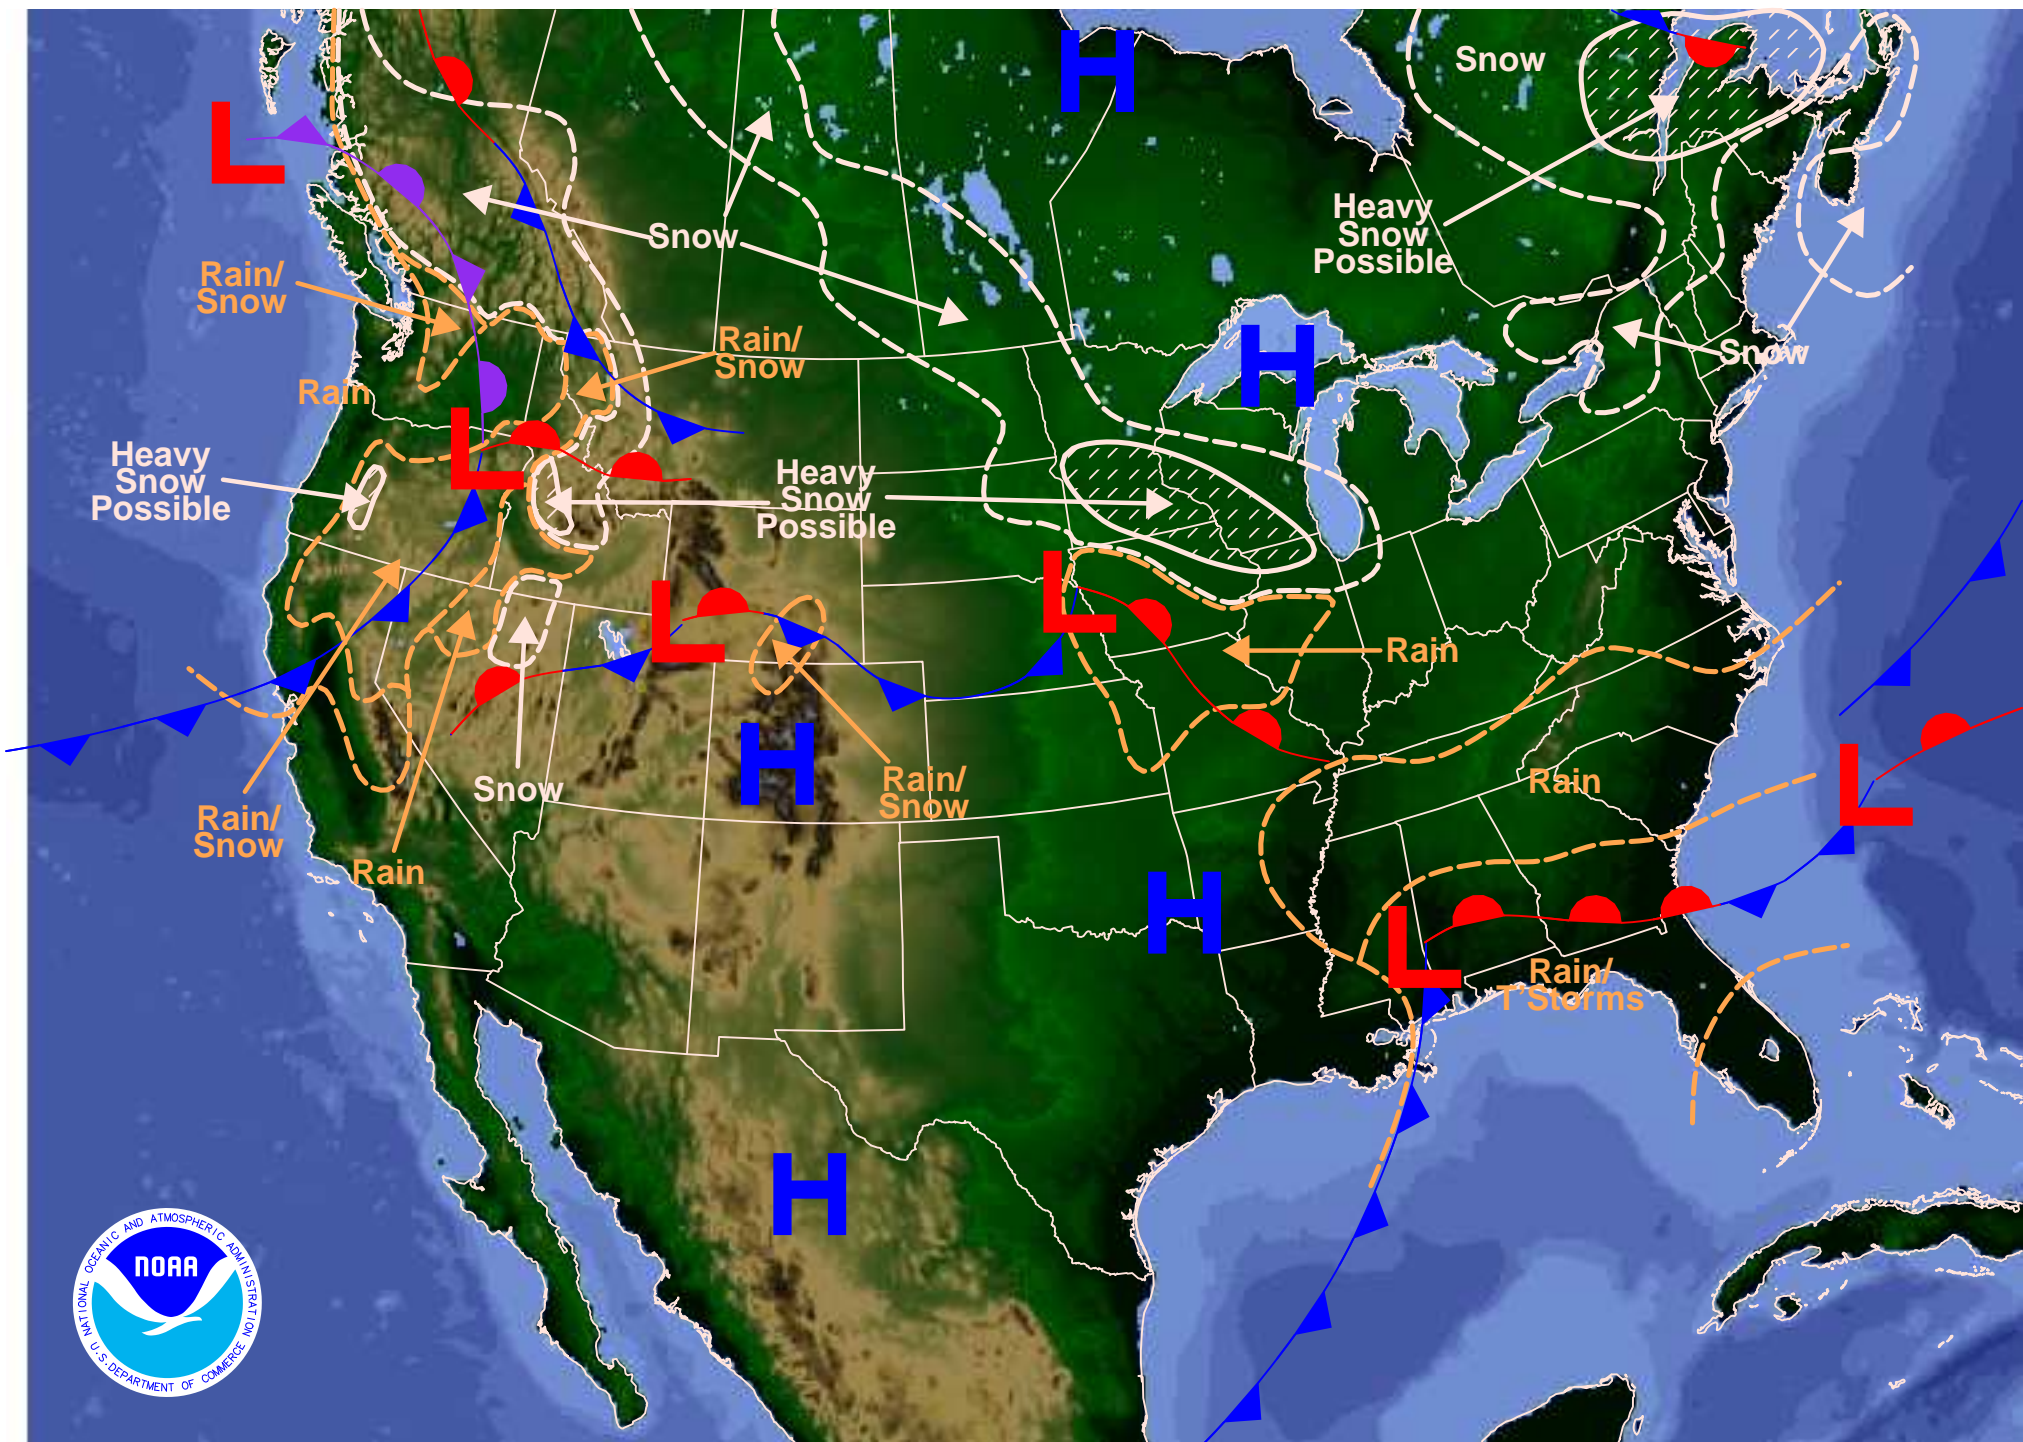 H
Snow
L
Heavy
Snow
Possible
Snow
Rain/
Snow
H
Rain/
Snow
Snow
Rain
L
Heavy
Snow
Possible
Heavy
Snow
Possible
L
L
Rain
H
Snow
Rain/
Snow
Rain
L
Rain/
Snow
Rain
H
L
Rain/
T'Storms
H
NATIONAL OCEANIC AND ATMOSPHERIC ADMINISTRATION
NOAA
U.S. DEPARTMENT OF COMMERCE